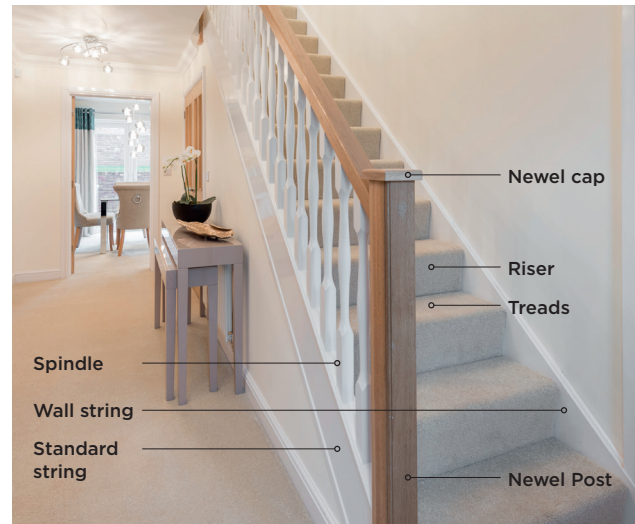 Newel cap
Riser
Treads
Spindle
Wall string
Standard
string
Newel Post